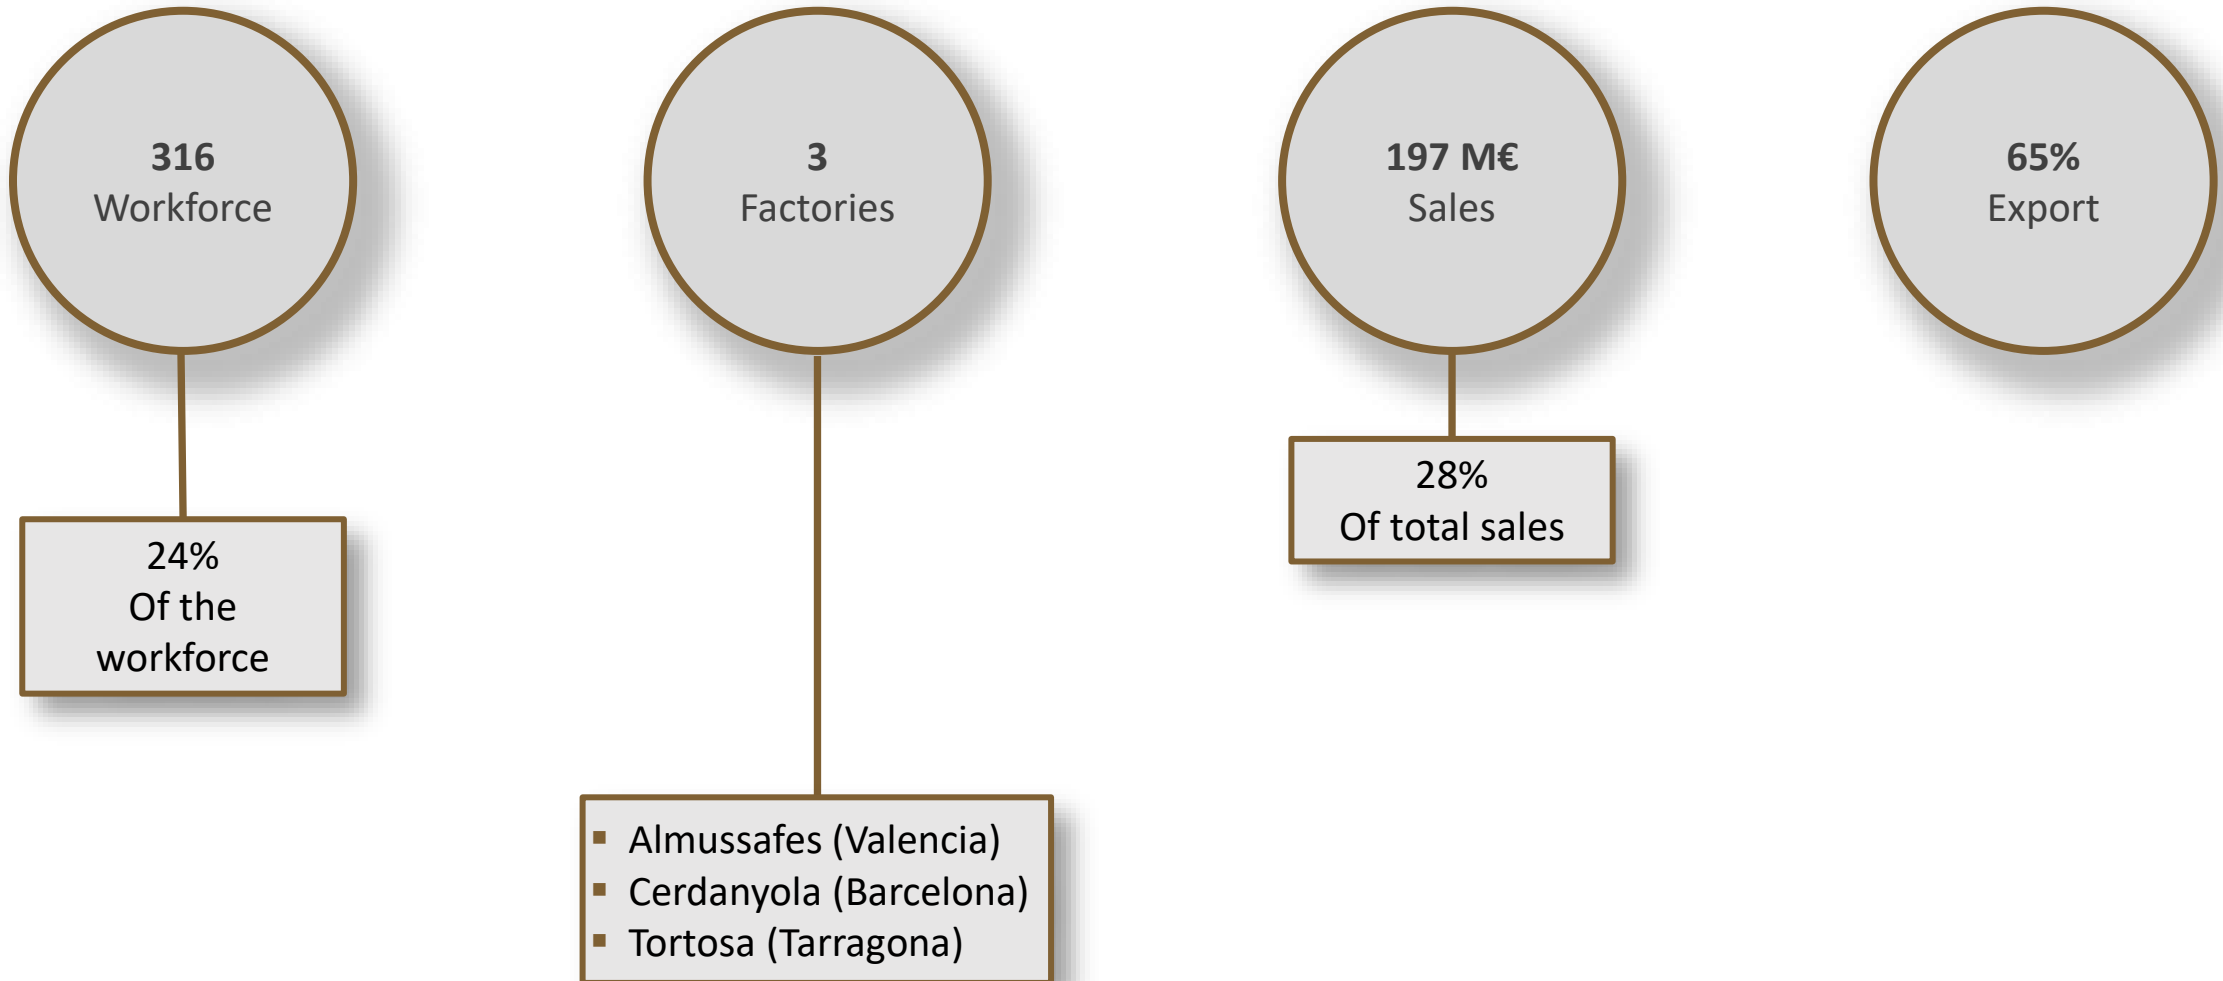 316
Workforce
3
Factories
197 M€
Sales
65%
Export
24%
Of the
workforce
28%
Of total sales
▪ Almussafes (Valencia)
▪ Cerdanyola (Barcelona)
▪ Tortosa (Tarragona)